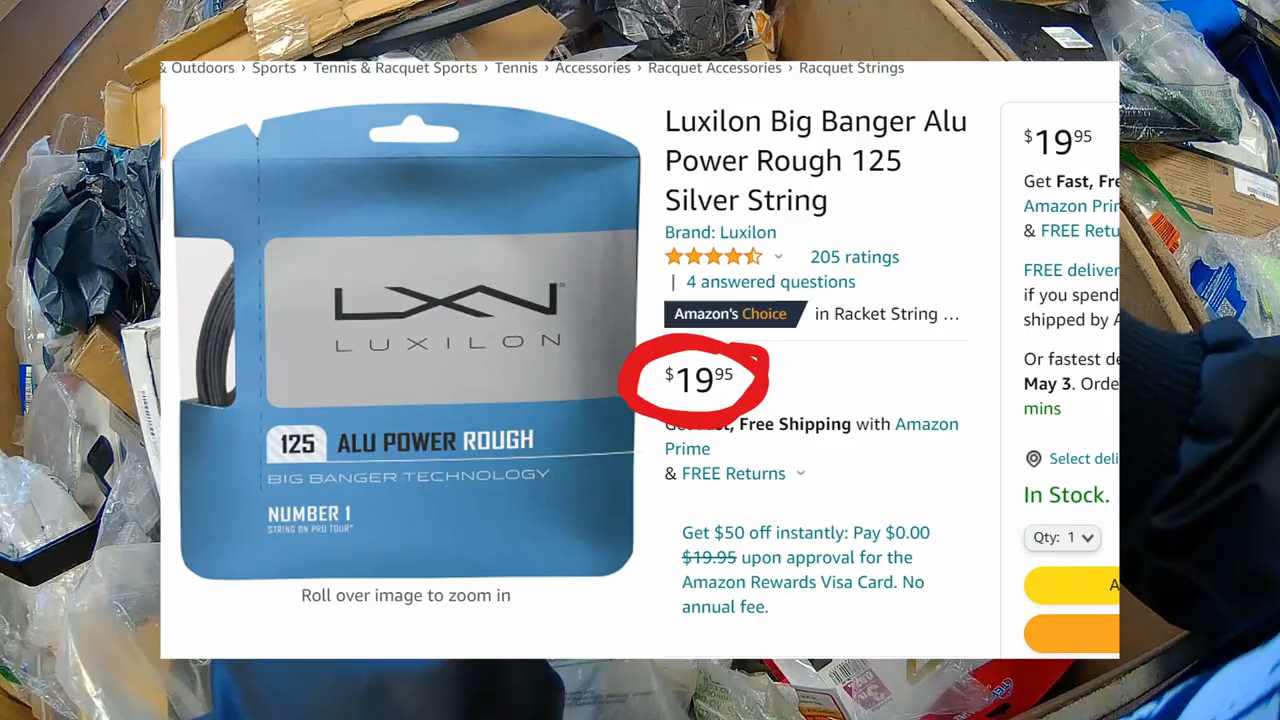 & Outdoors › Sports › Tennis & Racquet Sports › Tennis › Accessories › Racquet Accessories › Racquet Strings
LXN
LUXILON
125 ALU POWER ROUGH
BIG BANGER TECHNOLOGY
NUMBER 1
STRING ON PRO TOUR*
Roll over image to zoom in
Luxilon Big Banger Alu
Power Rough 125
Silver String
Brand: Luxilon
205 ratings
| 4 answered questions
Amazon's Choice in Racket String ...
$19.95
Free Shipping with Amazon
Prime
& FREE Returns
Get $50 off instantly: Pay $0.00
$19.95 upon approval for the
Amazon Rewards Visa Card. No
annual fee.
$19.95
Get Fast, Fre
Amazon Prin
& FREE Retu
FREE deliver
if you spend
shipped by A
Or fastest de
May 3. Orde
mins
Select deli
In Stock.
Qty: 1
A